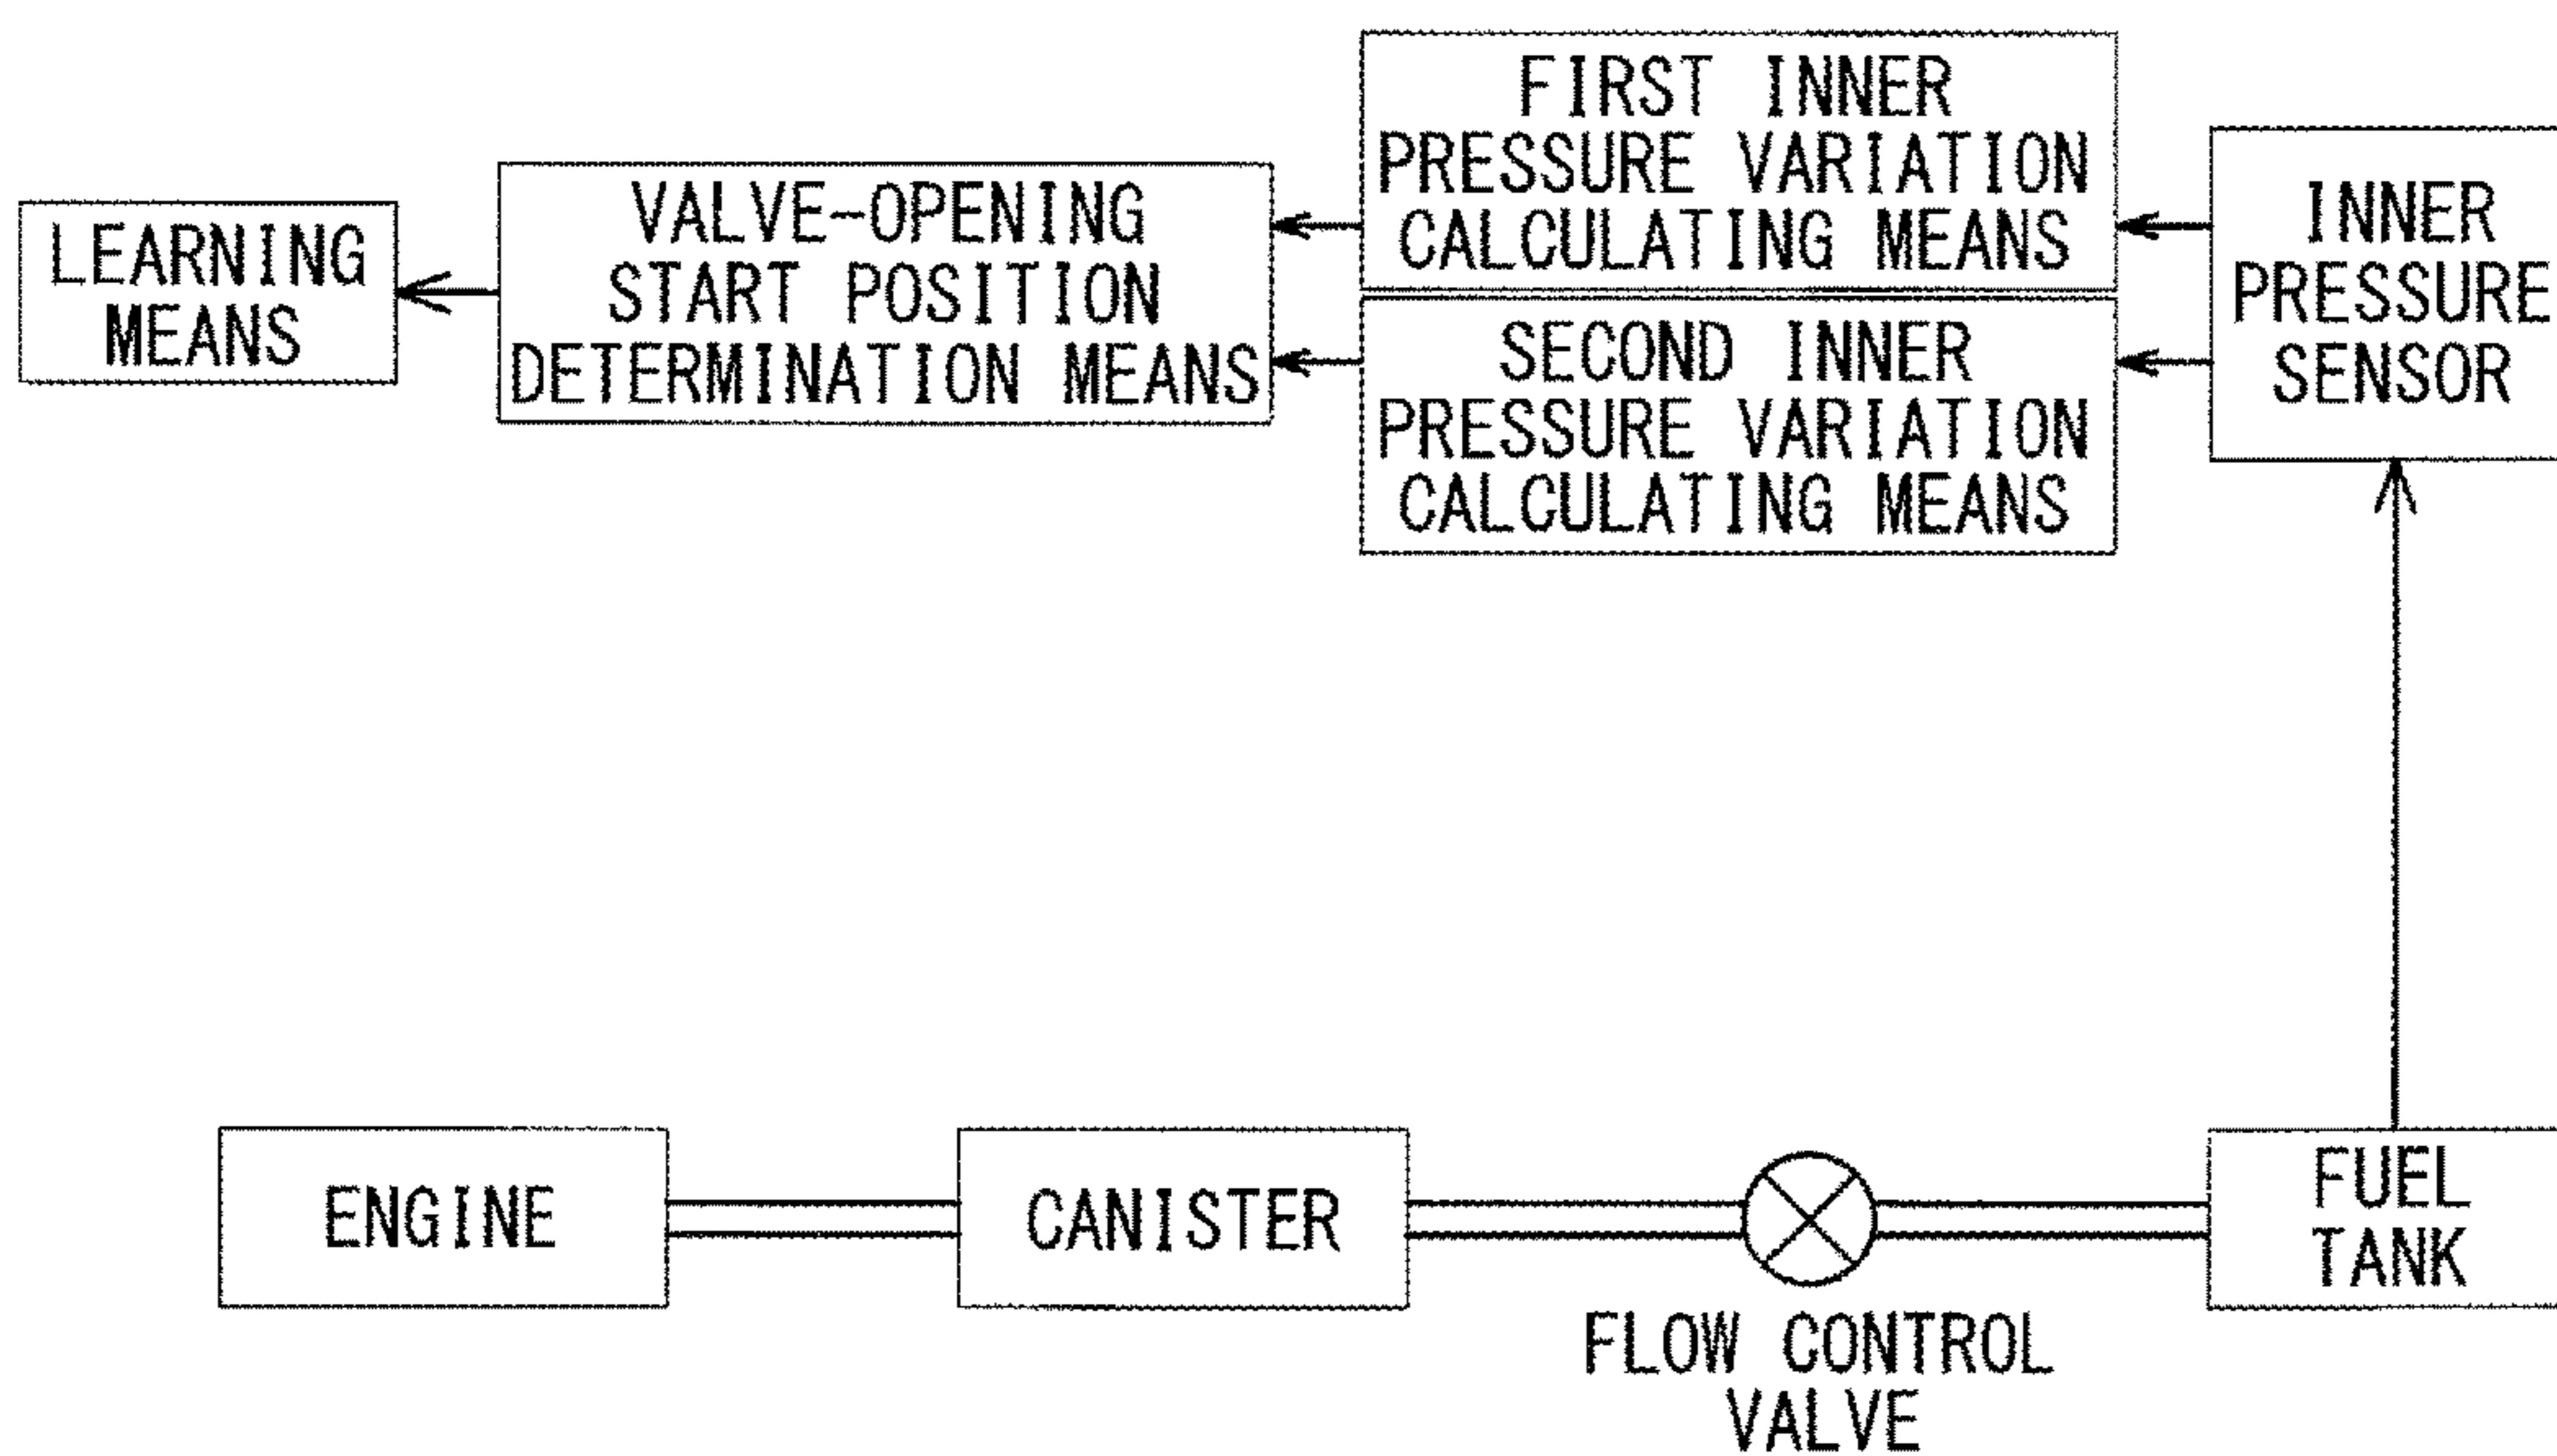 LEARNING
MEANS
VALVE-OPENING
START POSITION
DETERMINATION MEANS
FIRST INNER
PRESSURE VARIATION
CALCULATING MEANS
SECOND INNER
PRESSURE VARIATION
CALCULATING MEANS
INNER
PRESSURE
SENSOR
ENGINE
CANISTER
FLOW CONTROL
VALVE
FUEL
TANK